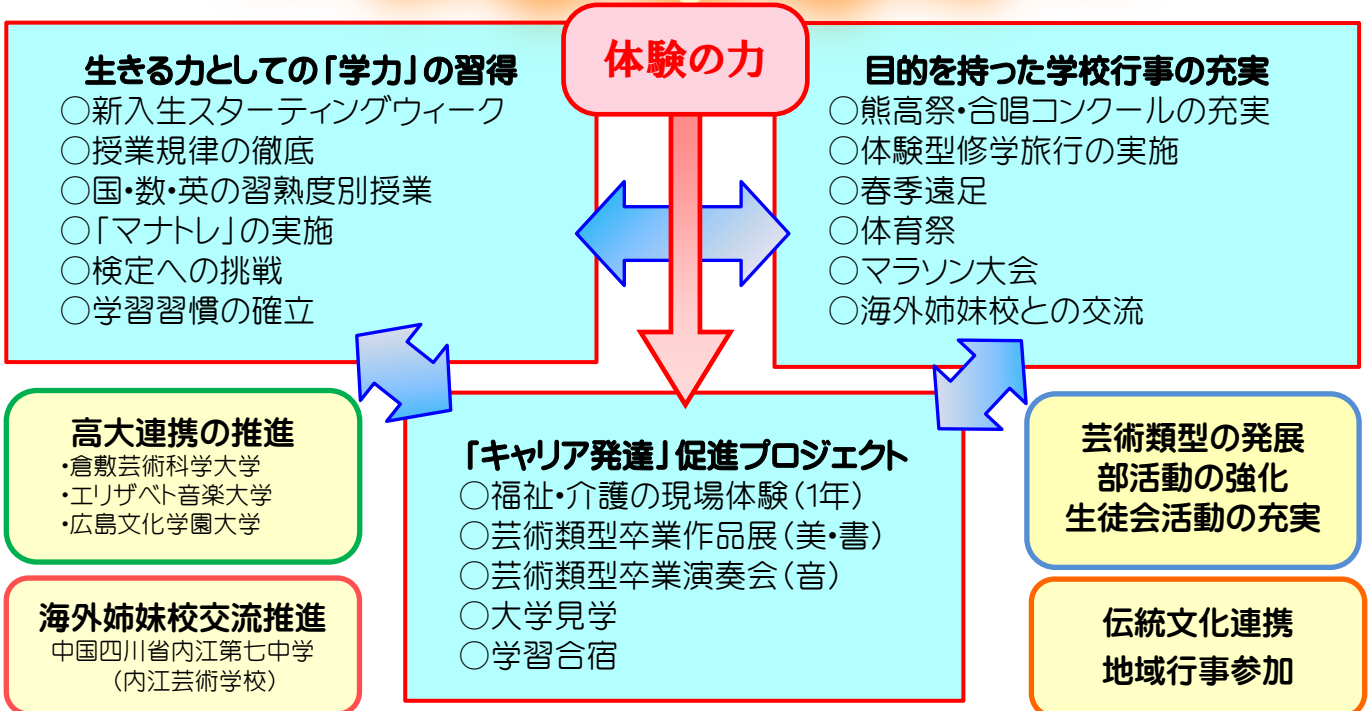 体験の力
生きる力としての「学力」の習得
○新入生スターティングウィーク
○授業規律の徹底
○国・数・英の習熟度別授業
○「マナトレ」の実施
○検定への挑戦
○学習習慣の確立
目的を持った学校行事の充実
○熊高祭・合唱コンクールの充実
○体験型修学旅行の実施
○春季遠足
○体育祭
○マラソン大会
○海外姉妹校との交流
高大連携の推進
・倉敷芸術科学大学
・エリザベト音楽大学
・広島文化学園大学
海外姉妹校交流推進
中国四川省内江第七中学
(内江芸術学校)
「キャリア発達」促進プロジェクト
○福祉・介護の現場体験(1年)
○芸術類型卒業作品展(美・書)
○芸術類型卒業演奏会(音)
○大学見学
○学習合宿
芸術類型の発展
部活動の強化
生徒会活動の充実
伝統文化連携
地域行事参加